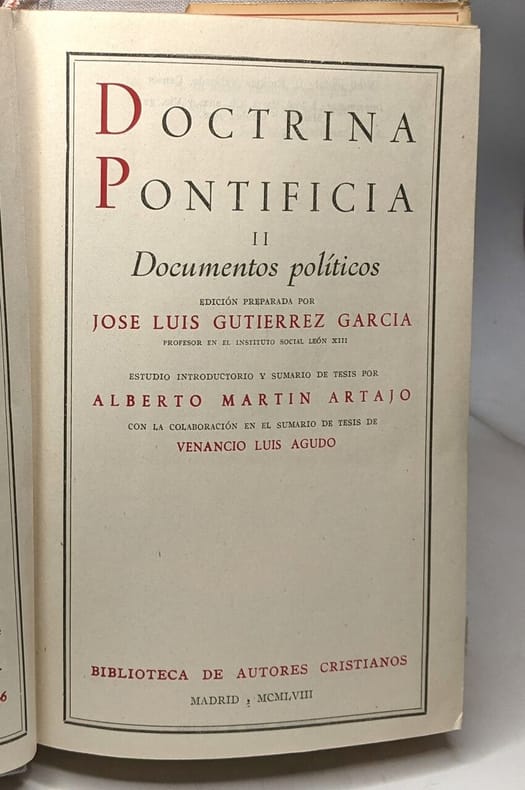 DOCTRINA
PONTIFICIA
II
Documentos políticos
EDICIÓN PREPARADA POR
JOSE LUIS GUTIERREZ GARCIA
PROFESOR EN EL INSTITUTO SOCIAL LEÓN XIII
ESTUDIO INTRODUCTORIO Y SUMARIO DE TESIS POR
ALBERTO MARTIN ARTAJO
CON LA COLABORACIÓN EN EL SUMARIO DE TESIS DE
VENANCIO LUIS AGUDO
BIBLIOTECA DE AUTORES CRISTIANOS
MADRID , MCMLVIII
6